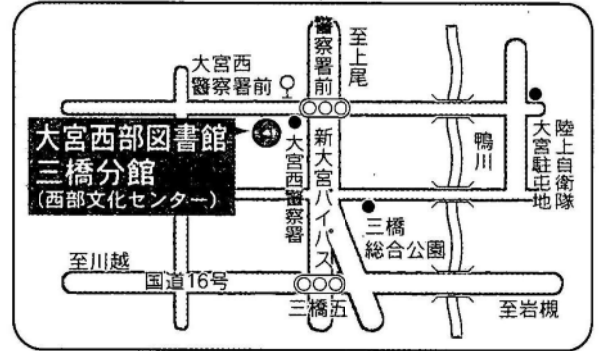 警察署前
至上尾
大宮西
警察署前
大宮西部図書館
三橋分館
(西部文化センター)
大宮西警察署
新大宮バイパス
鴨川
陸上自衛隊
大宮駐屯地
三橋
総合公園
至川越
国道16号
三橋五
至岩槻